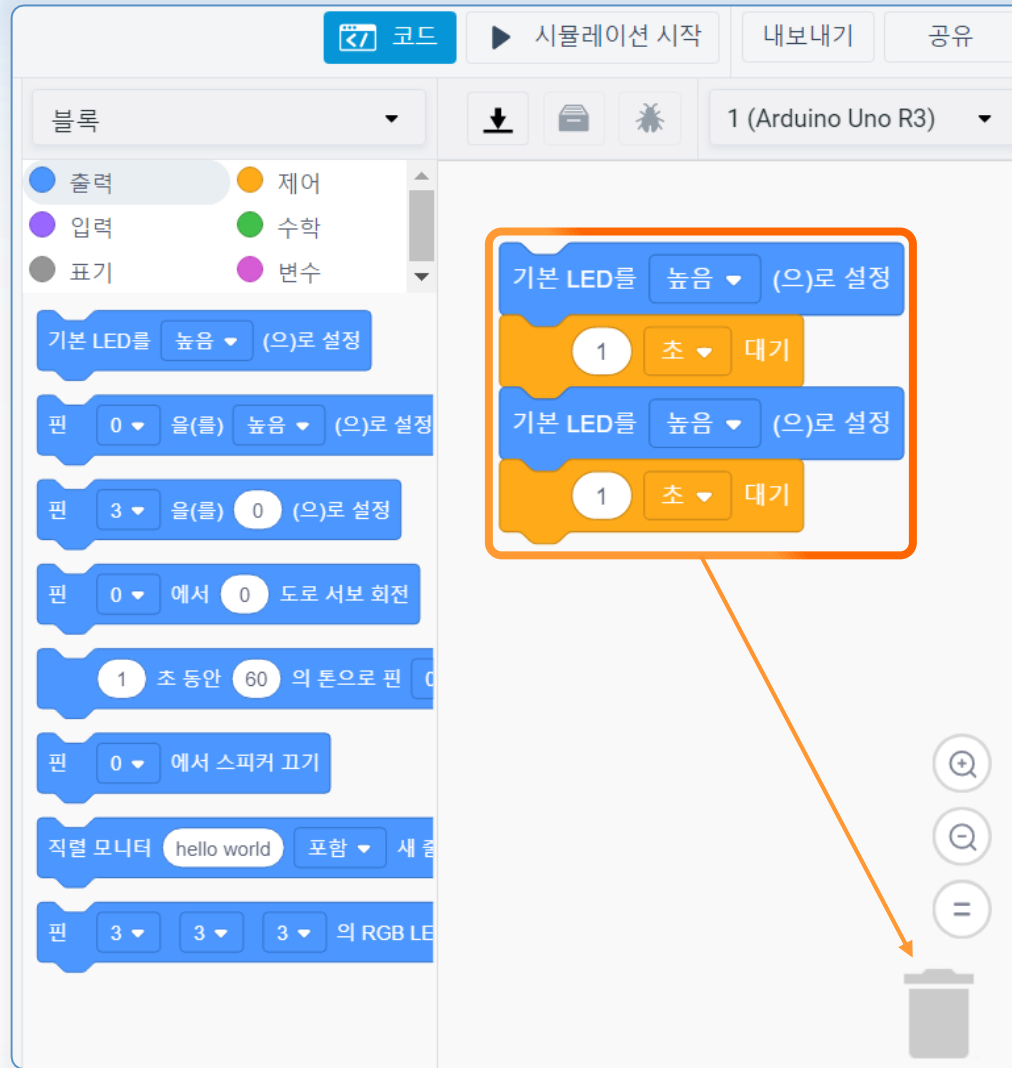 코드 시뮬레이션 시작 내보내기 공유
블록 1 (Arduino Uno R3)
출력 제어
입력 수학
표기 변수
기본 LED를 높음 (으)로 설정
핀 0 을(를) 높음 (으)로 설정
핀 3 을(를) 0 (으)로 설정
핀 0 에서 0 도로 서보 회전
1 초 동안 60 의 톤으로 핀
핀 0 에서 스피커 끄기
직렬 모니터 hello world 포함 새
핀 3 3 3 의 RGB LE
기본 LED를 높음 (으)로 설정
1 초 대기
기본 LED를 높음 (으)로 설정
1 초 대기